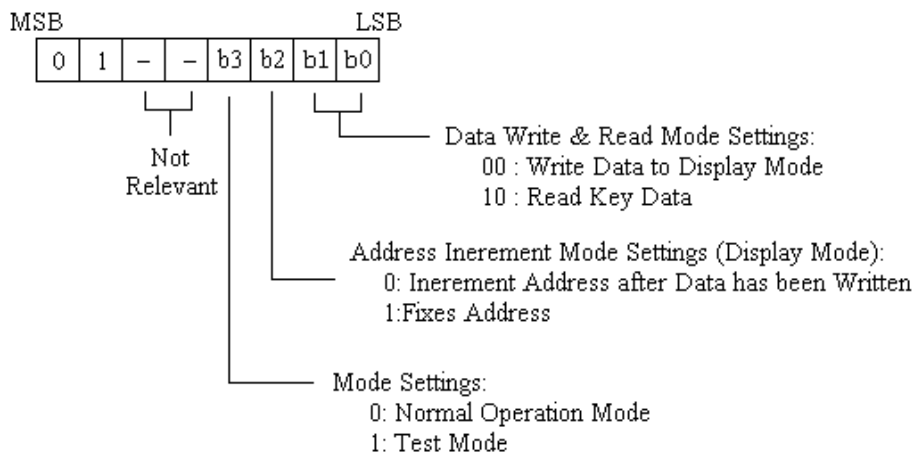 MSB LSB
0 1 – – b3 b2 b1 b0
Data Write & Read Mode Settings:
00 : Write Data to Display Mode
10 : Read Key Data
Not
Relevant
Address Inerement Mode Settings (Display Mode):
0: Inerement Address after Data has been Written
1:Fixes Address
Mode Settings:
0: Normal Operation Mode
1: Test Mode